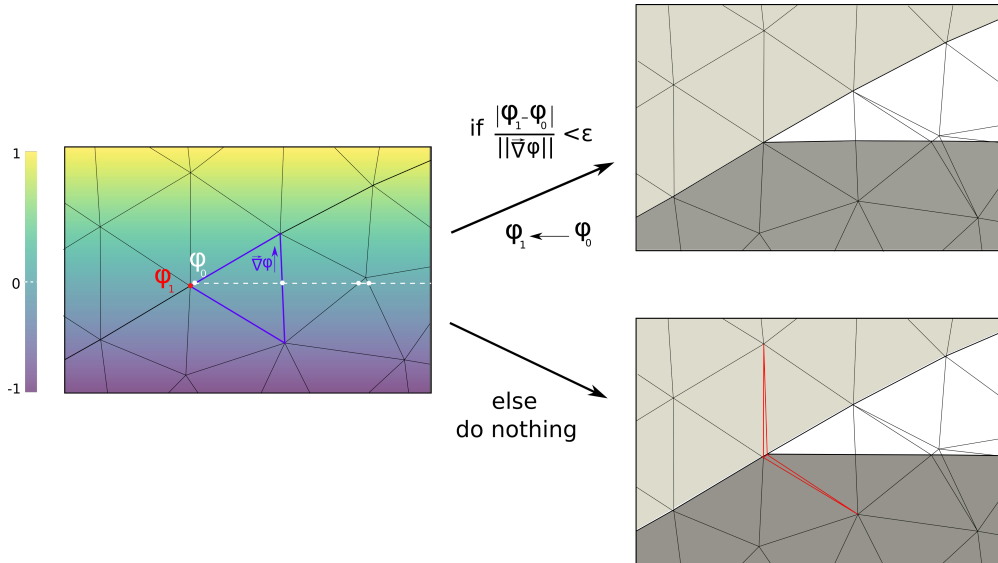 1
0
-1
φ₀
φ₁
∇⃗φ
if |φ₁-φ₀| / ||∇⃗φ|| <ε
φ₁ ← φ₀
else
do nothing